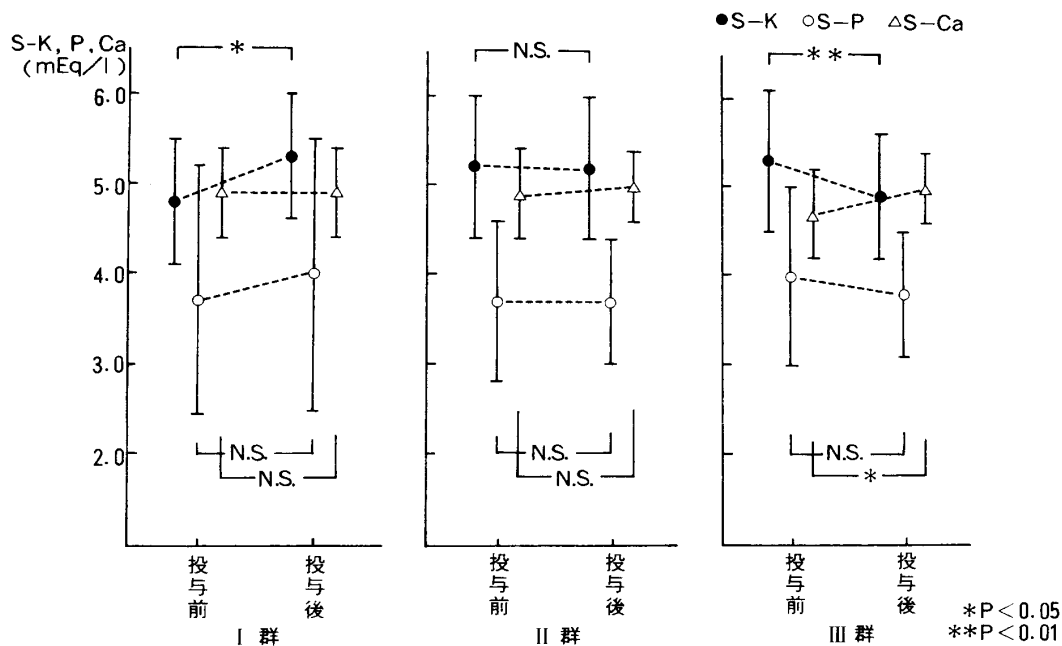 ●S-K ○S-P △S-Ca
S-K, P, Ca
(mEq/l)
*
N.S.
**
6.0
5.0
4.0
3.0
2.0
N.S.
N.S.
N.S.
N.S.
N.S.
*
投与前
投与後
投与前
投与後
投与前
投与後
I 群
II 群
III 群
*P<0.05
**P<0.01